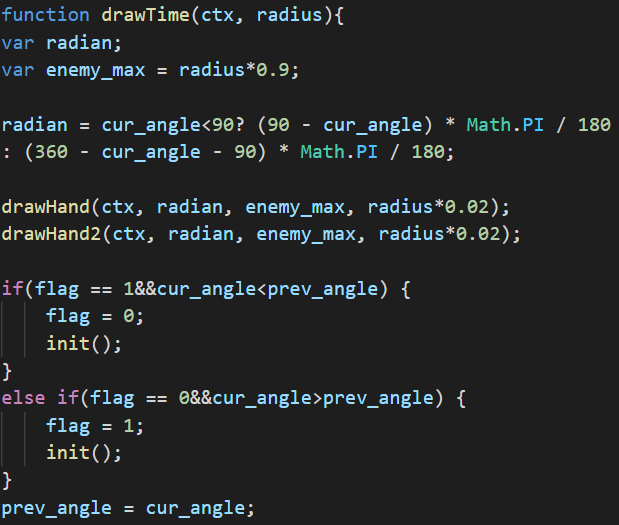 function drawTime(ctx, radius){
var radian;
var enemy_max = radius*0.9;
radian = cur_angle<90? (90 - cur_angle) * Math.PI / 180
: (360 - cur_angle - 90) * Math.PI / 180;
drawHand(ctx, radian, enemy_max, radius*0.02);
drawHand2(ctx, radian, enemy_max, radius*0.02);
if(flag == 1&&cur_angle<prev_angle) {
flag = 0;
init();
}
else if(flag == 0&&cur_angle>prev_angle) {
flag = 1;
init();
}
prev_angle = cur_angle;